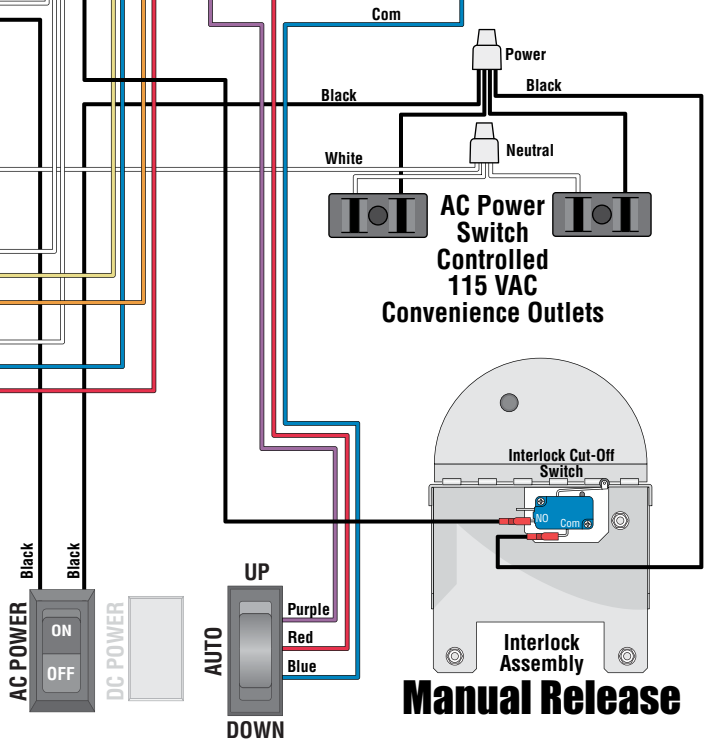 Com
Power
Black
Black
White
Neutral
AC Power
Switch
Controlled
115 VAC
Convenience Outlets
Interlock Cut-Off
Switch
NO
Com
Black
Black
AC POWER
ON
OFF
DC POWER
UP
AUTO
Purple
Red
Blue
DOWN
Interlock
Assembly
Manual Release